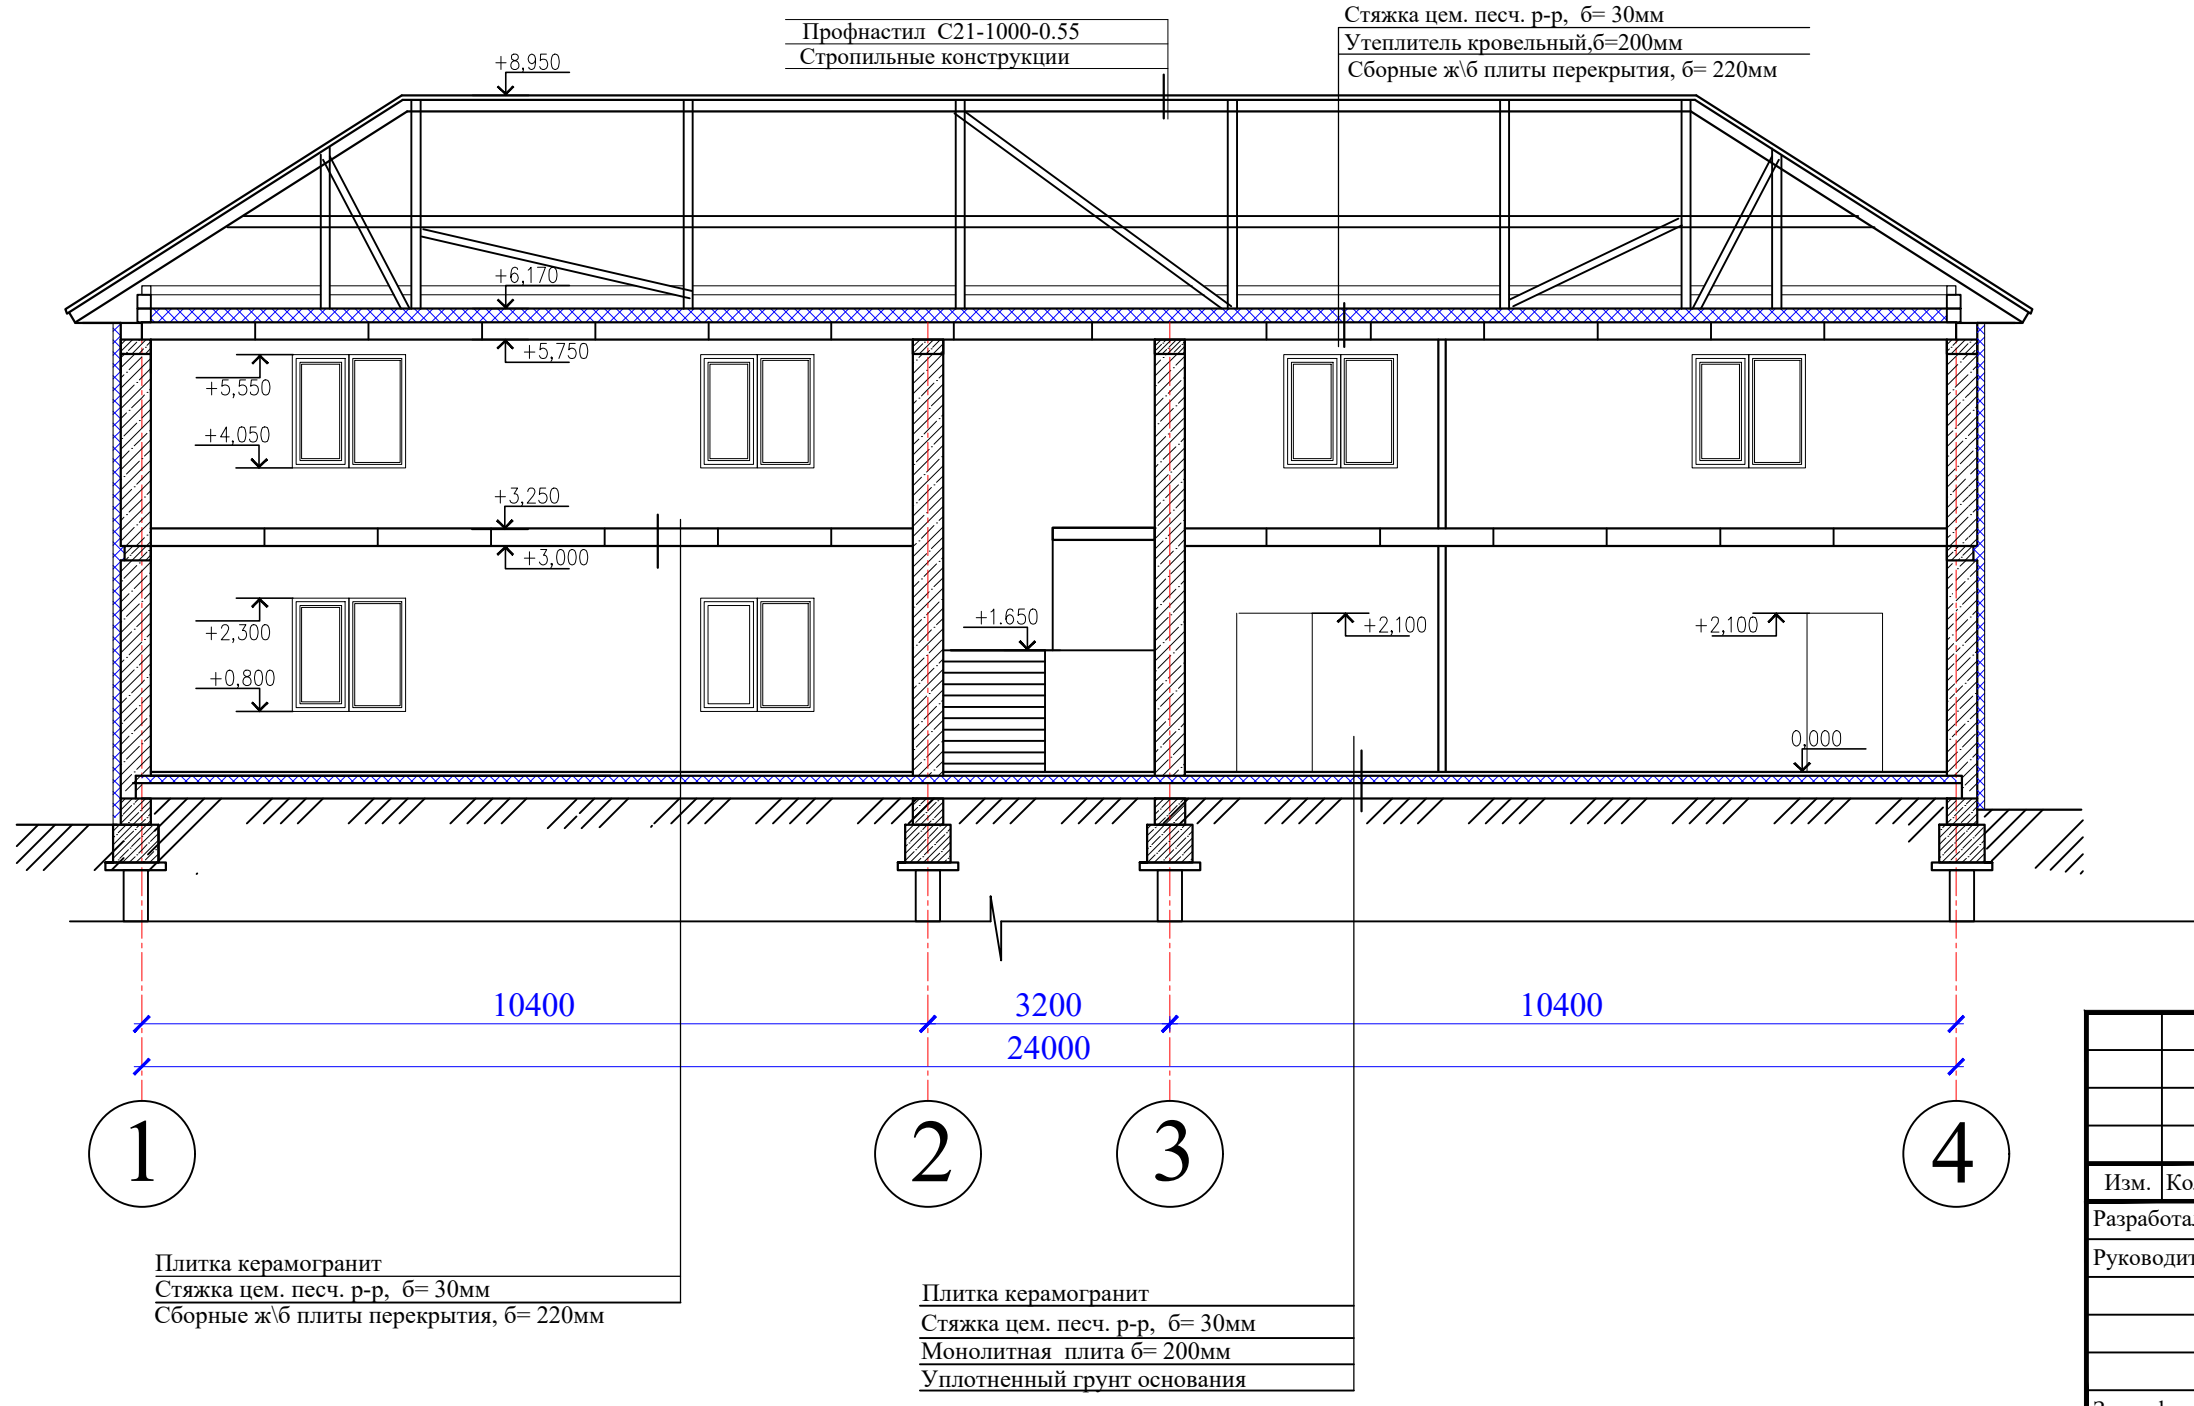 Стяжка цем. песч. р-р, б= 30мм
Утеплитель кровельный,б=200мм
Сборные ж\б плиты перекрытия, б= 220мм
Профнастил С21-1000-0.55
Стропильные конструкции
+8,950
+6,170
+5,750
+5,550
+4,050
+3,250
+3,000
+2,300
+0,800
+1.650
+2,100
+2,100
0,000
10400
3200
10400
24000
1
2
3
4
Изм.
Плитка керамогранит
Стяжка цем. песч. р-р, б= 30мм
Сборные ж\б плиты перекрытия, б= 220мм
Плитка керамогранит
Стяжка цем. песч. р-р, б= 30мм
Монолитная плита б= 200мм
Уплотненный грунт основания